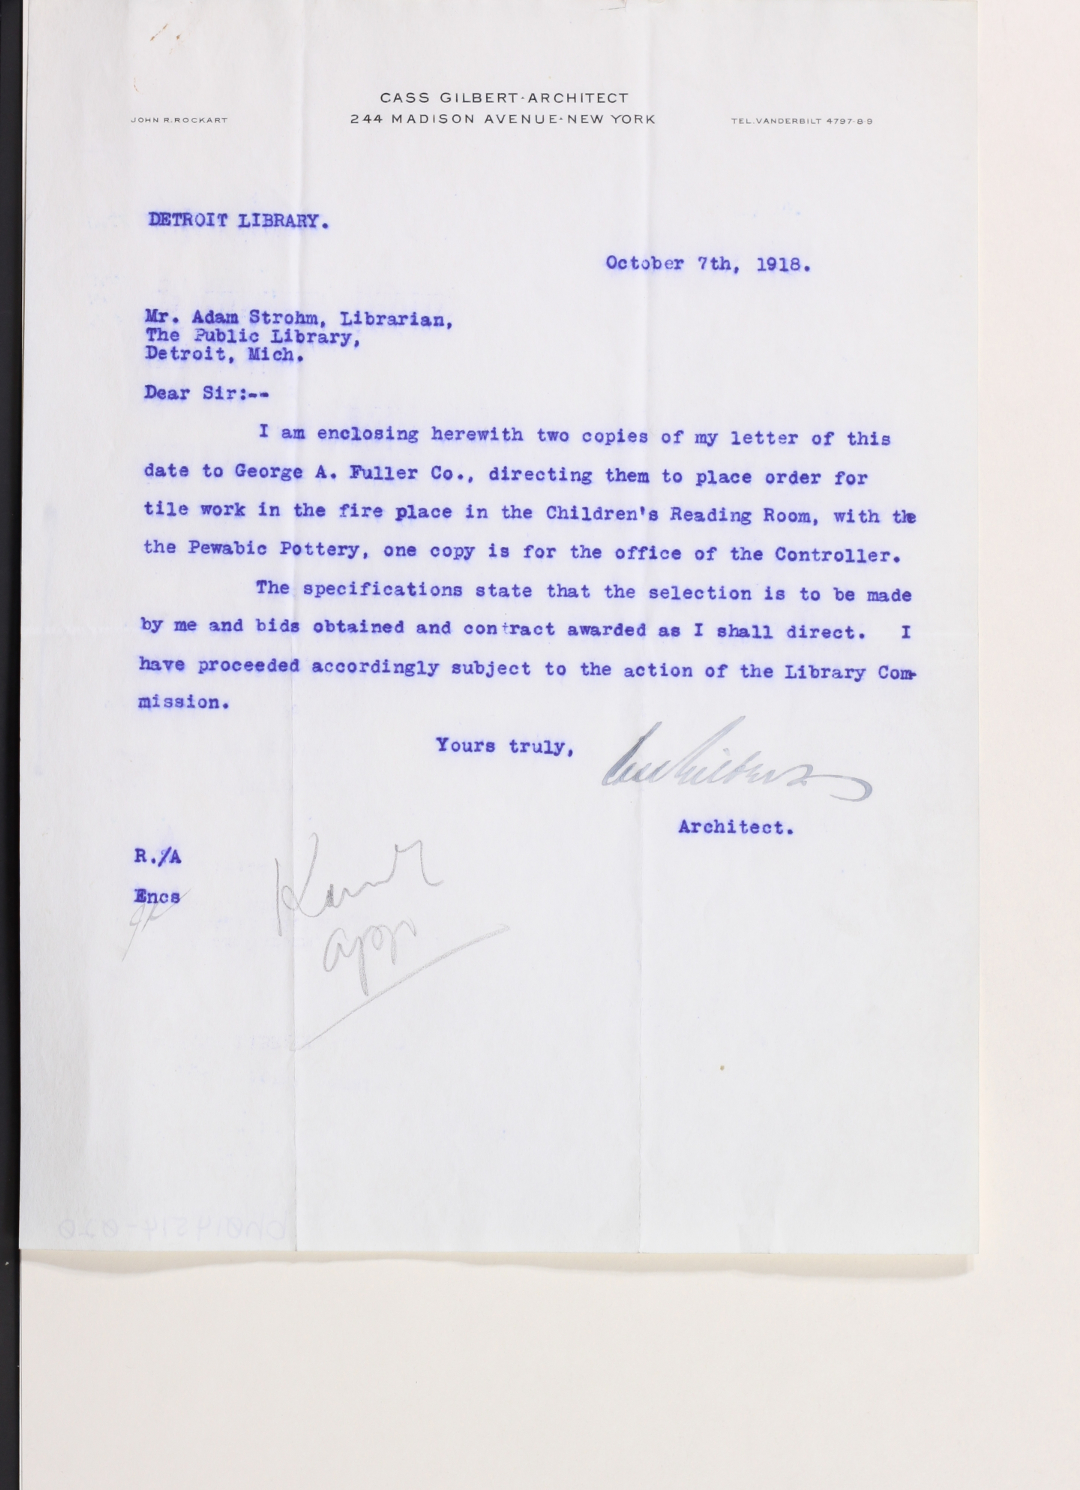 CASS GILBERT-ARCHITECT
JOHN R. ROCKART 244 MADISON AVENUE-NEW YORK TEL. VANDERBILT 4797-8-9
DETROIT LIBRARY.
October 7th, 1918.
Mr. Adam Strohm, Librarian,
The Public Library,
Detroit, Mich.
Dear Sir:--
I am enclosing herewith two copies of my letter of this
date to George A. Fuller Co., directing them to place order for
tile work in the fire place in the Children's Reading Room, with the
the Pewabic Pottery, one copy is for the office of the Controller.
The specifications state that the selection is to be made
by me and bids obtained and contract awarded as I shall direct. I
have proceeded accordingly subject to the action of the Library Com-
mission.
Yours truly,
Cass Gilbert
Architect.
R./A
Encs
app